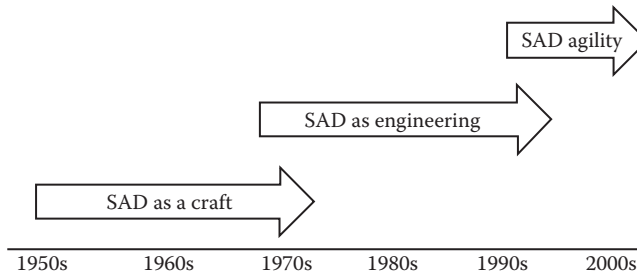 SAD agility
SAD as engineering
SAD as a craft
1950s 1960s 1970s 1980s 1990s 2000s